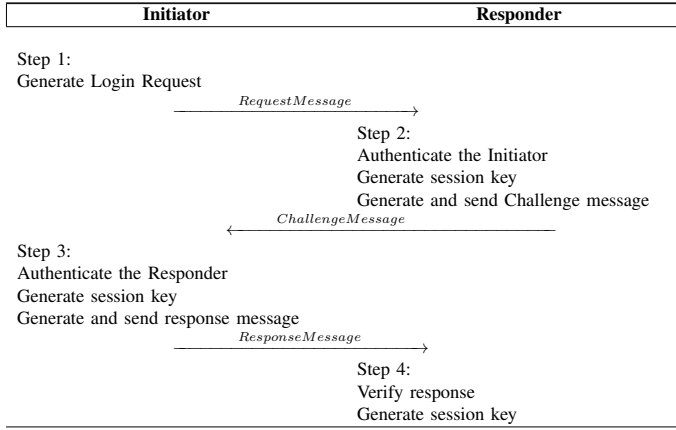 Initiator Responder
Step 1:
Generate Login Request
RequestMessage
Step 2:
Authenticate the Initiator
Generate session key
Generate and send Challenge message
ChallengeMessage
Step 3:
Authenticate the Responder
Generate session key
Generate and send response message
ResponseMessage
Step 4:
Verify response
Generate session key